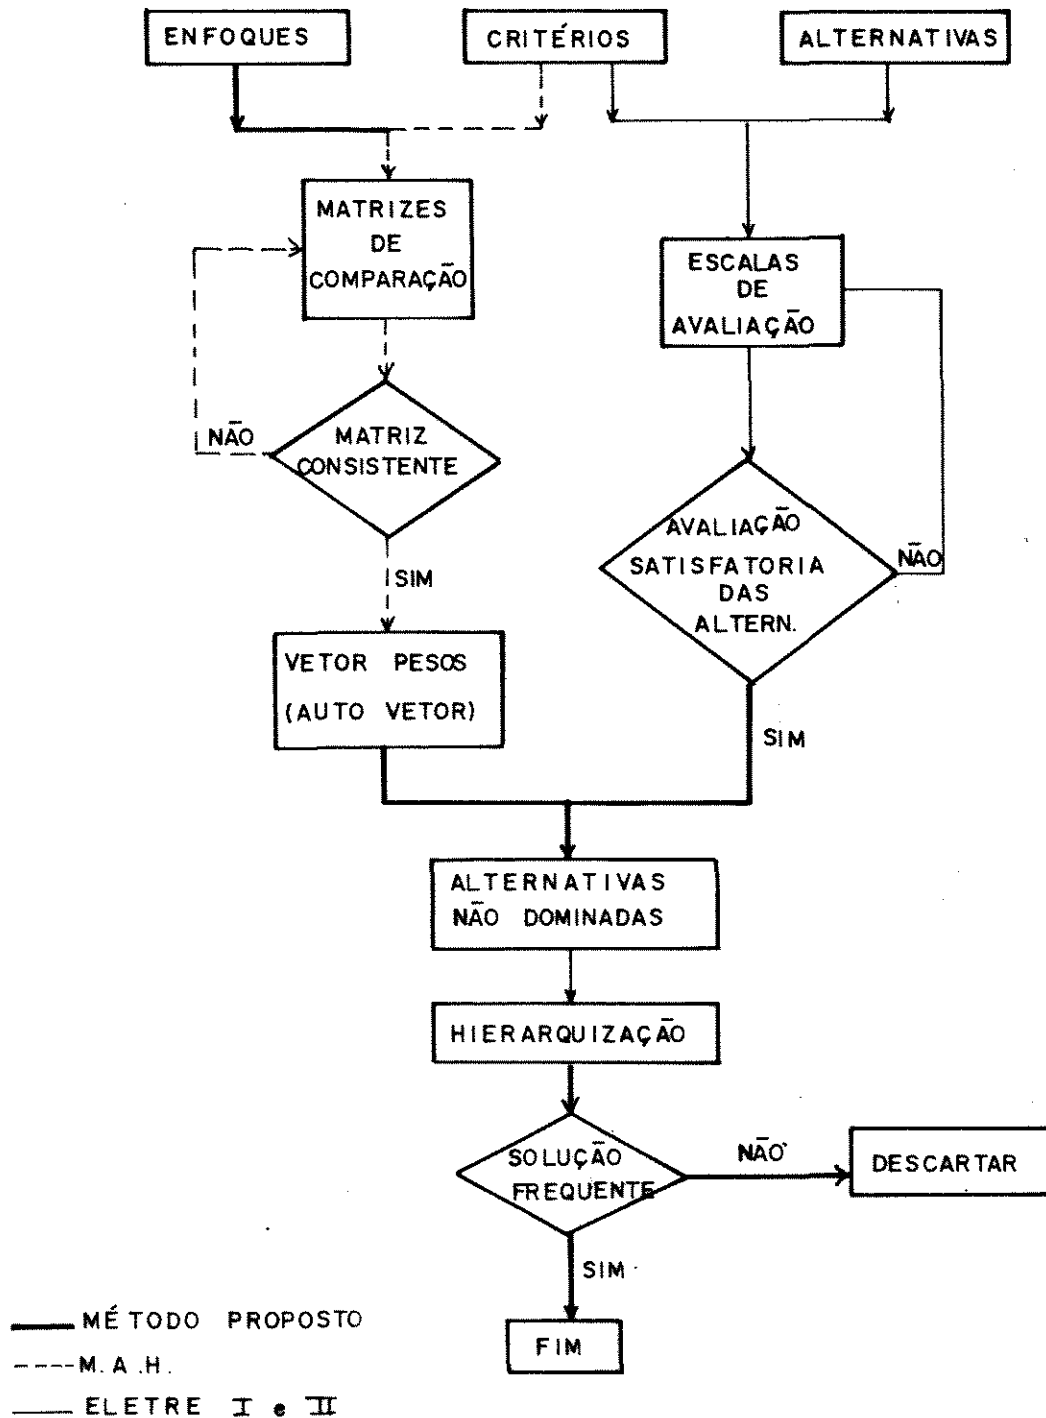 ENFOQUES
CRITÉRIOS
ALTERNATIVAS
MATRIZES
DE
COMPARAÇÃO
ESCALAS
DE
AVALIAÇÃO
NÃO
MATRIZ
CONSISTENTE
AVALIAÇÃO
SATISFATORIA
DAS
ALTERN.
NÃO
SIM
VETOR PESOS
(AUTO VETOR)
SIM
ALTERNATIVAS
NÃO DOMINADAS
HIERARQUIZAÇÃO
SOLUÇÃO
FREQUENTE
NÃO
DESCARTAR
SIM
FIM
MÉTODO PROPOSTO
M.A.H.
ELETRE I e II